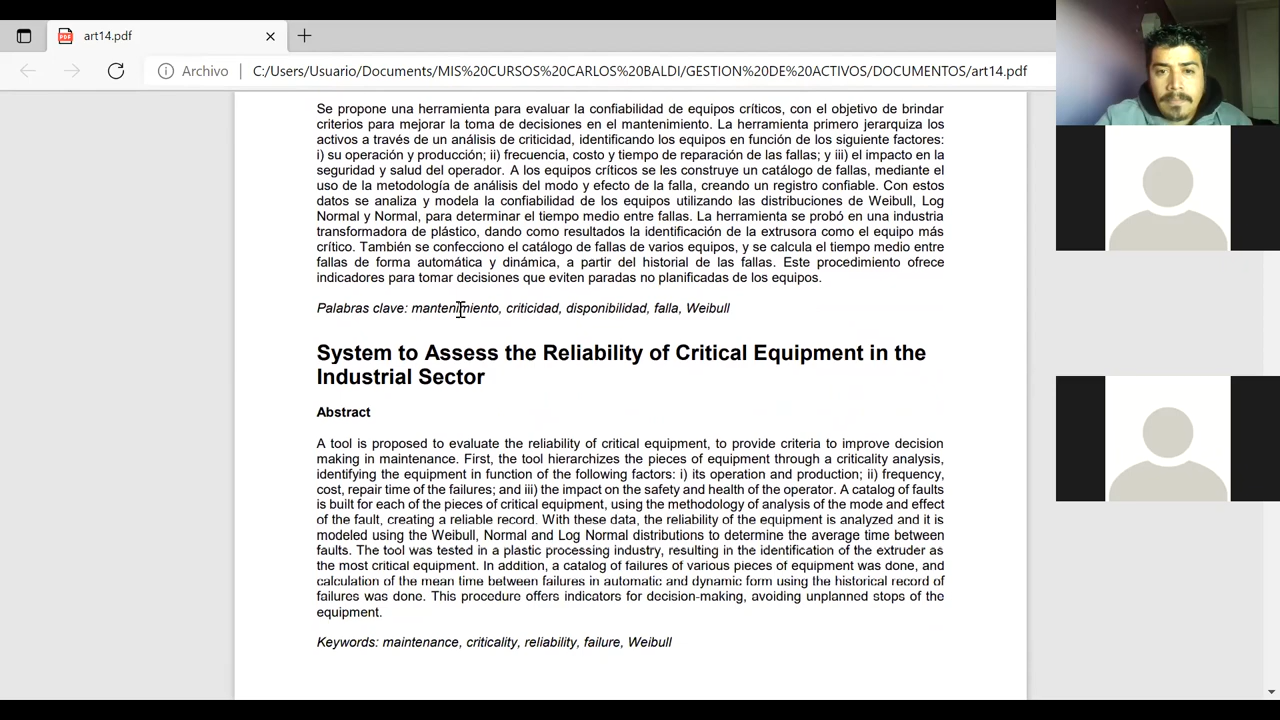 art14.pdf
Archivo
C:/Users/Usuario/Documents/MIS%20CURSOS%20CARLOS%20BALDI/GESTION%20DE%20ACTIVOS/DOCUMENTOS/art14.pdf
Se propone una herramienta para evaluar la confiabilidad de equipos críticos, con el objetivo de brindar
criterios para mejorar la toma de decisiones en el mantenimiento. La herramienta primero jerarquiza los
activos a través de un análisis de criticidad, identificando los equipos en función de los siguiente factores:
i) su operación y producción; ii) frecuencia, costo y tiempo de reparación de las fallas; y iii) el impacto en la
seguridad y salud del operador. A los equipos críticos se les construye un catálogo de fallas, mediante el
uso de la metodología de análisis del modo y efecto de la falla, creando un registro confiable. Con estos
datos se analiza y modela la confiabilidad de los equipos utilizando las distribuciones de Weibull, Log
Normal y Normal, para determinar el tiempo medio entre fallas. La herramienta se probó en una industria
transformadora de plástico, dando como resultados la identificación de la extrusora como el equipo más
crítico. También se confecciono el catálogo de fallas de varios equipos, y se calcula el tiempo medio entre
fallas de forma automática y dinámica, a partir del historial de las fallas. Este procedimiento ofrece
indicadores para tomar decisiones que eviten paradas no planificadas de los equipos.
Palabras clave: mantenimiento, criticidad, disponibilidad, falla, Weibull
System to Assess the Reliability of Critical Equipment in the
Industrial Sector
Abstract
A tool is proposed to evaluate the reliability of critical equipment, to provide criteria to improve decision
making in maintenance. First, the tool hierarchizes the pieces of equipment through a criticality analysis,
identifying the equipment in function of the following factors: i) its operation and production; ii) frequency,
cost, repair time of the failures; and iii) the impact on the safety and health of the operator. A catalog of faults
is built for each of the pieces of critical equipment, using the methodology of analysis of the mode and effect
of the fault, creating a reliable record. With these data, the reliability of the equipment is analyzed and it is
modeled using the Weibull, Normal and Log Normal distributions to determine the average time between
faults. The tool was tested in a plastic processing industry, resulting in the identification of the extruder as
the most critical equipment. In addition, a catalog of failures of various pieces of equipment was done, and
calculation of the mean time between failures in automatic and dynamic form using the historical record of
failures was done. This procedure offers indicators for decision-making, avoiding unplanned stops of the
equipment.
Keywords: maintenance, criticality, reliability, failure, Weibull